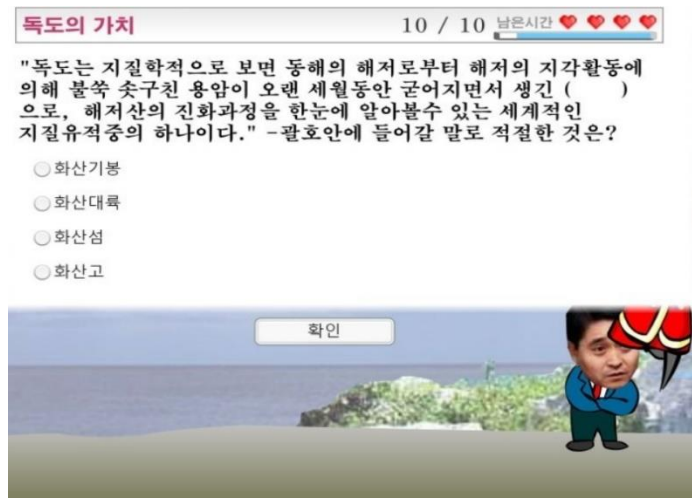 독도의 가치
10 / 10 남은시간
"독도는 지질학적으로 보면 동해의 해저로부터 해저의 지각활동에
의해 불쑥 솟구친 용암이 오랜 세월동안 굳어지면서 생긴 (      )
으로, 해저산의 진화과정을 한눈에 알아볼수 있는 세계적인
지질유적중의 하나이다." -괄호안에 들어갈 말로 적절한 것은?
화산기봉
화산대륙
화산섬
화산고
확인